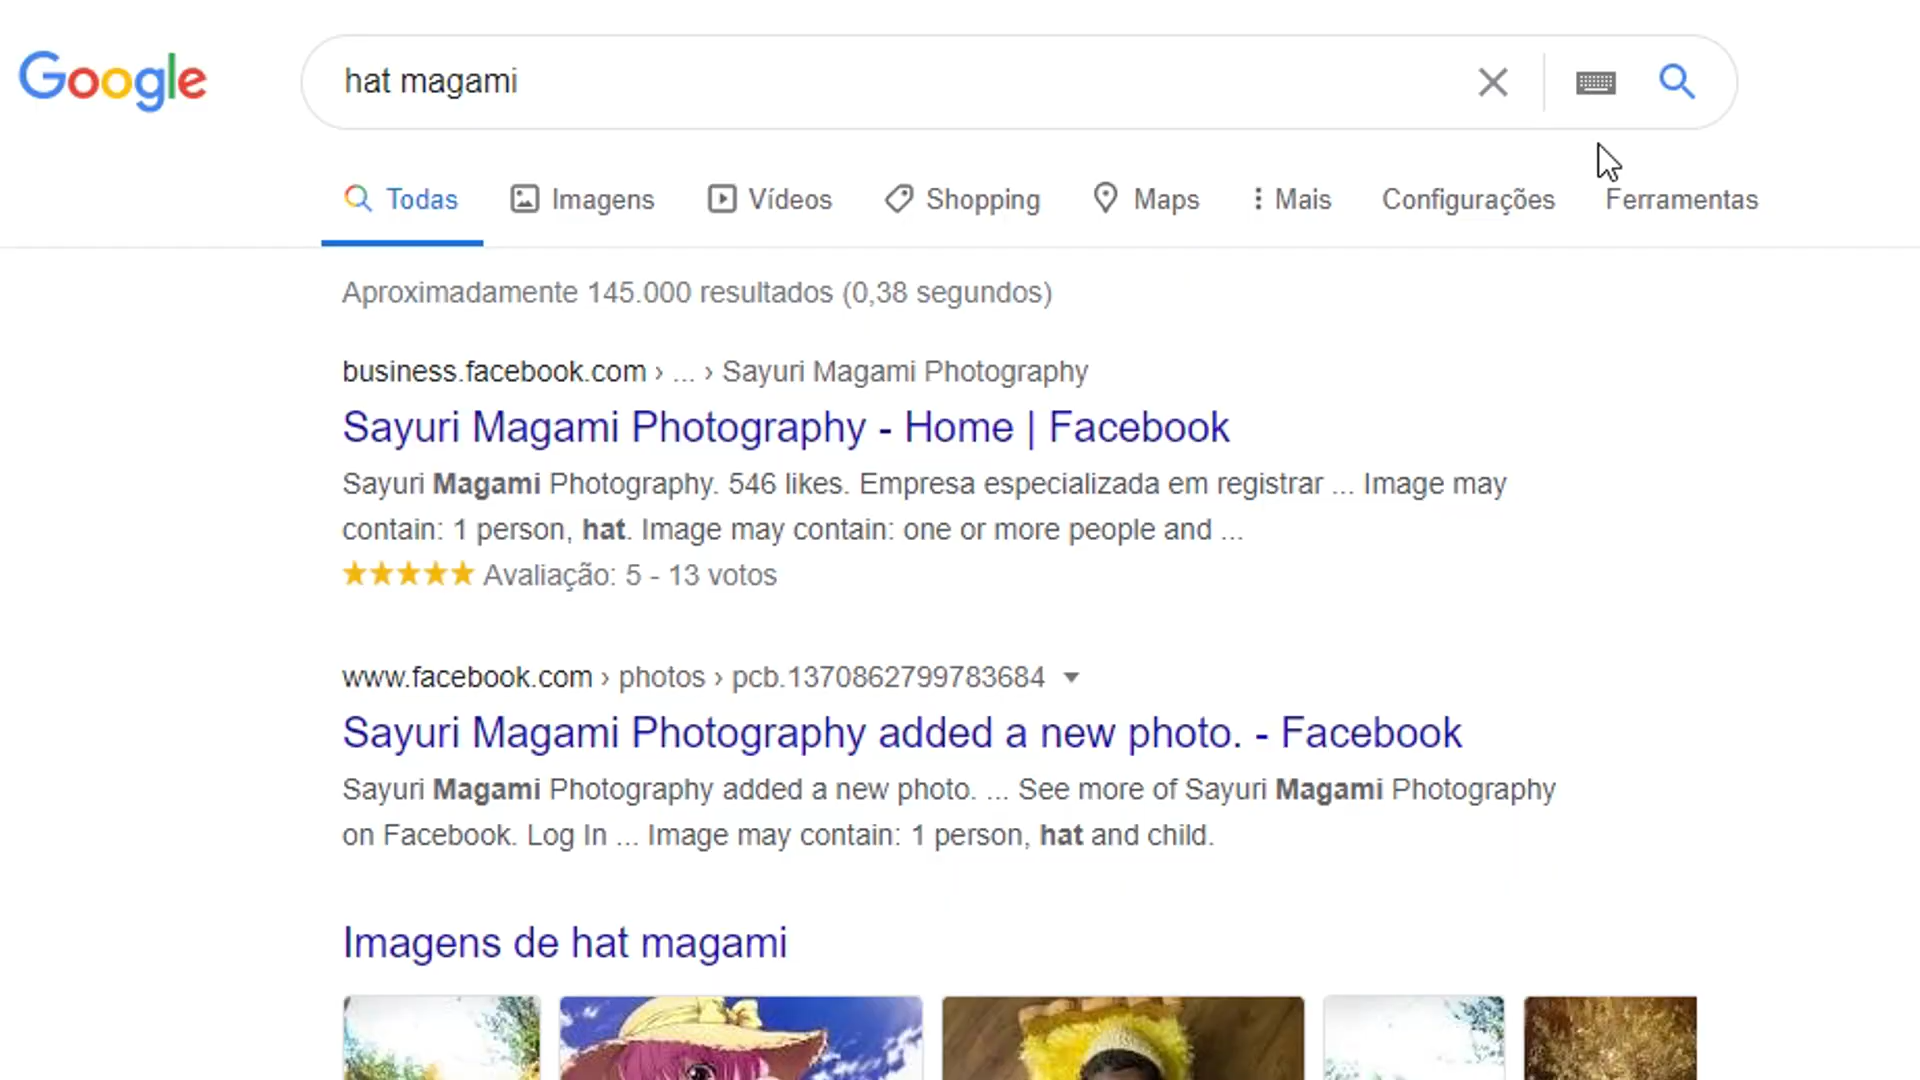 Google
hat magami
Todas
Imagens
Vídeos
Shopping
Maps
Mais
Configurações
Ferramentas
Aproximadamente 145.000 resultados (0,38 segundos)
business.facebook.com › ... › Sayuri Magami Photography
Sayuri Magami Photography - Home | Facebook
Sayuri Magami Photography. 546 likes. Empresa especializada em registrar ... Image may
contain: 1 person, hat. Image may contain: one or more people and ...
★★★★★ Avaliação: 5 - 13 votos
www.facebook.com › photos › pcb.1370862799783684
Sayuri Magami Photography added a new photo. - Facebook
Sayuri Magami Photography added a new photo. ... See more of Sayuri Magami Photography
on Facebook. Log In ... Image may contain: 1 person, hat and child.
Imagens de hat magami